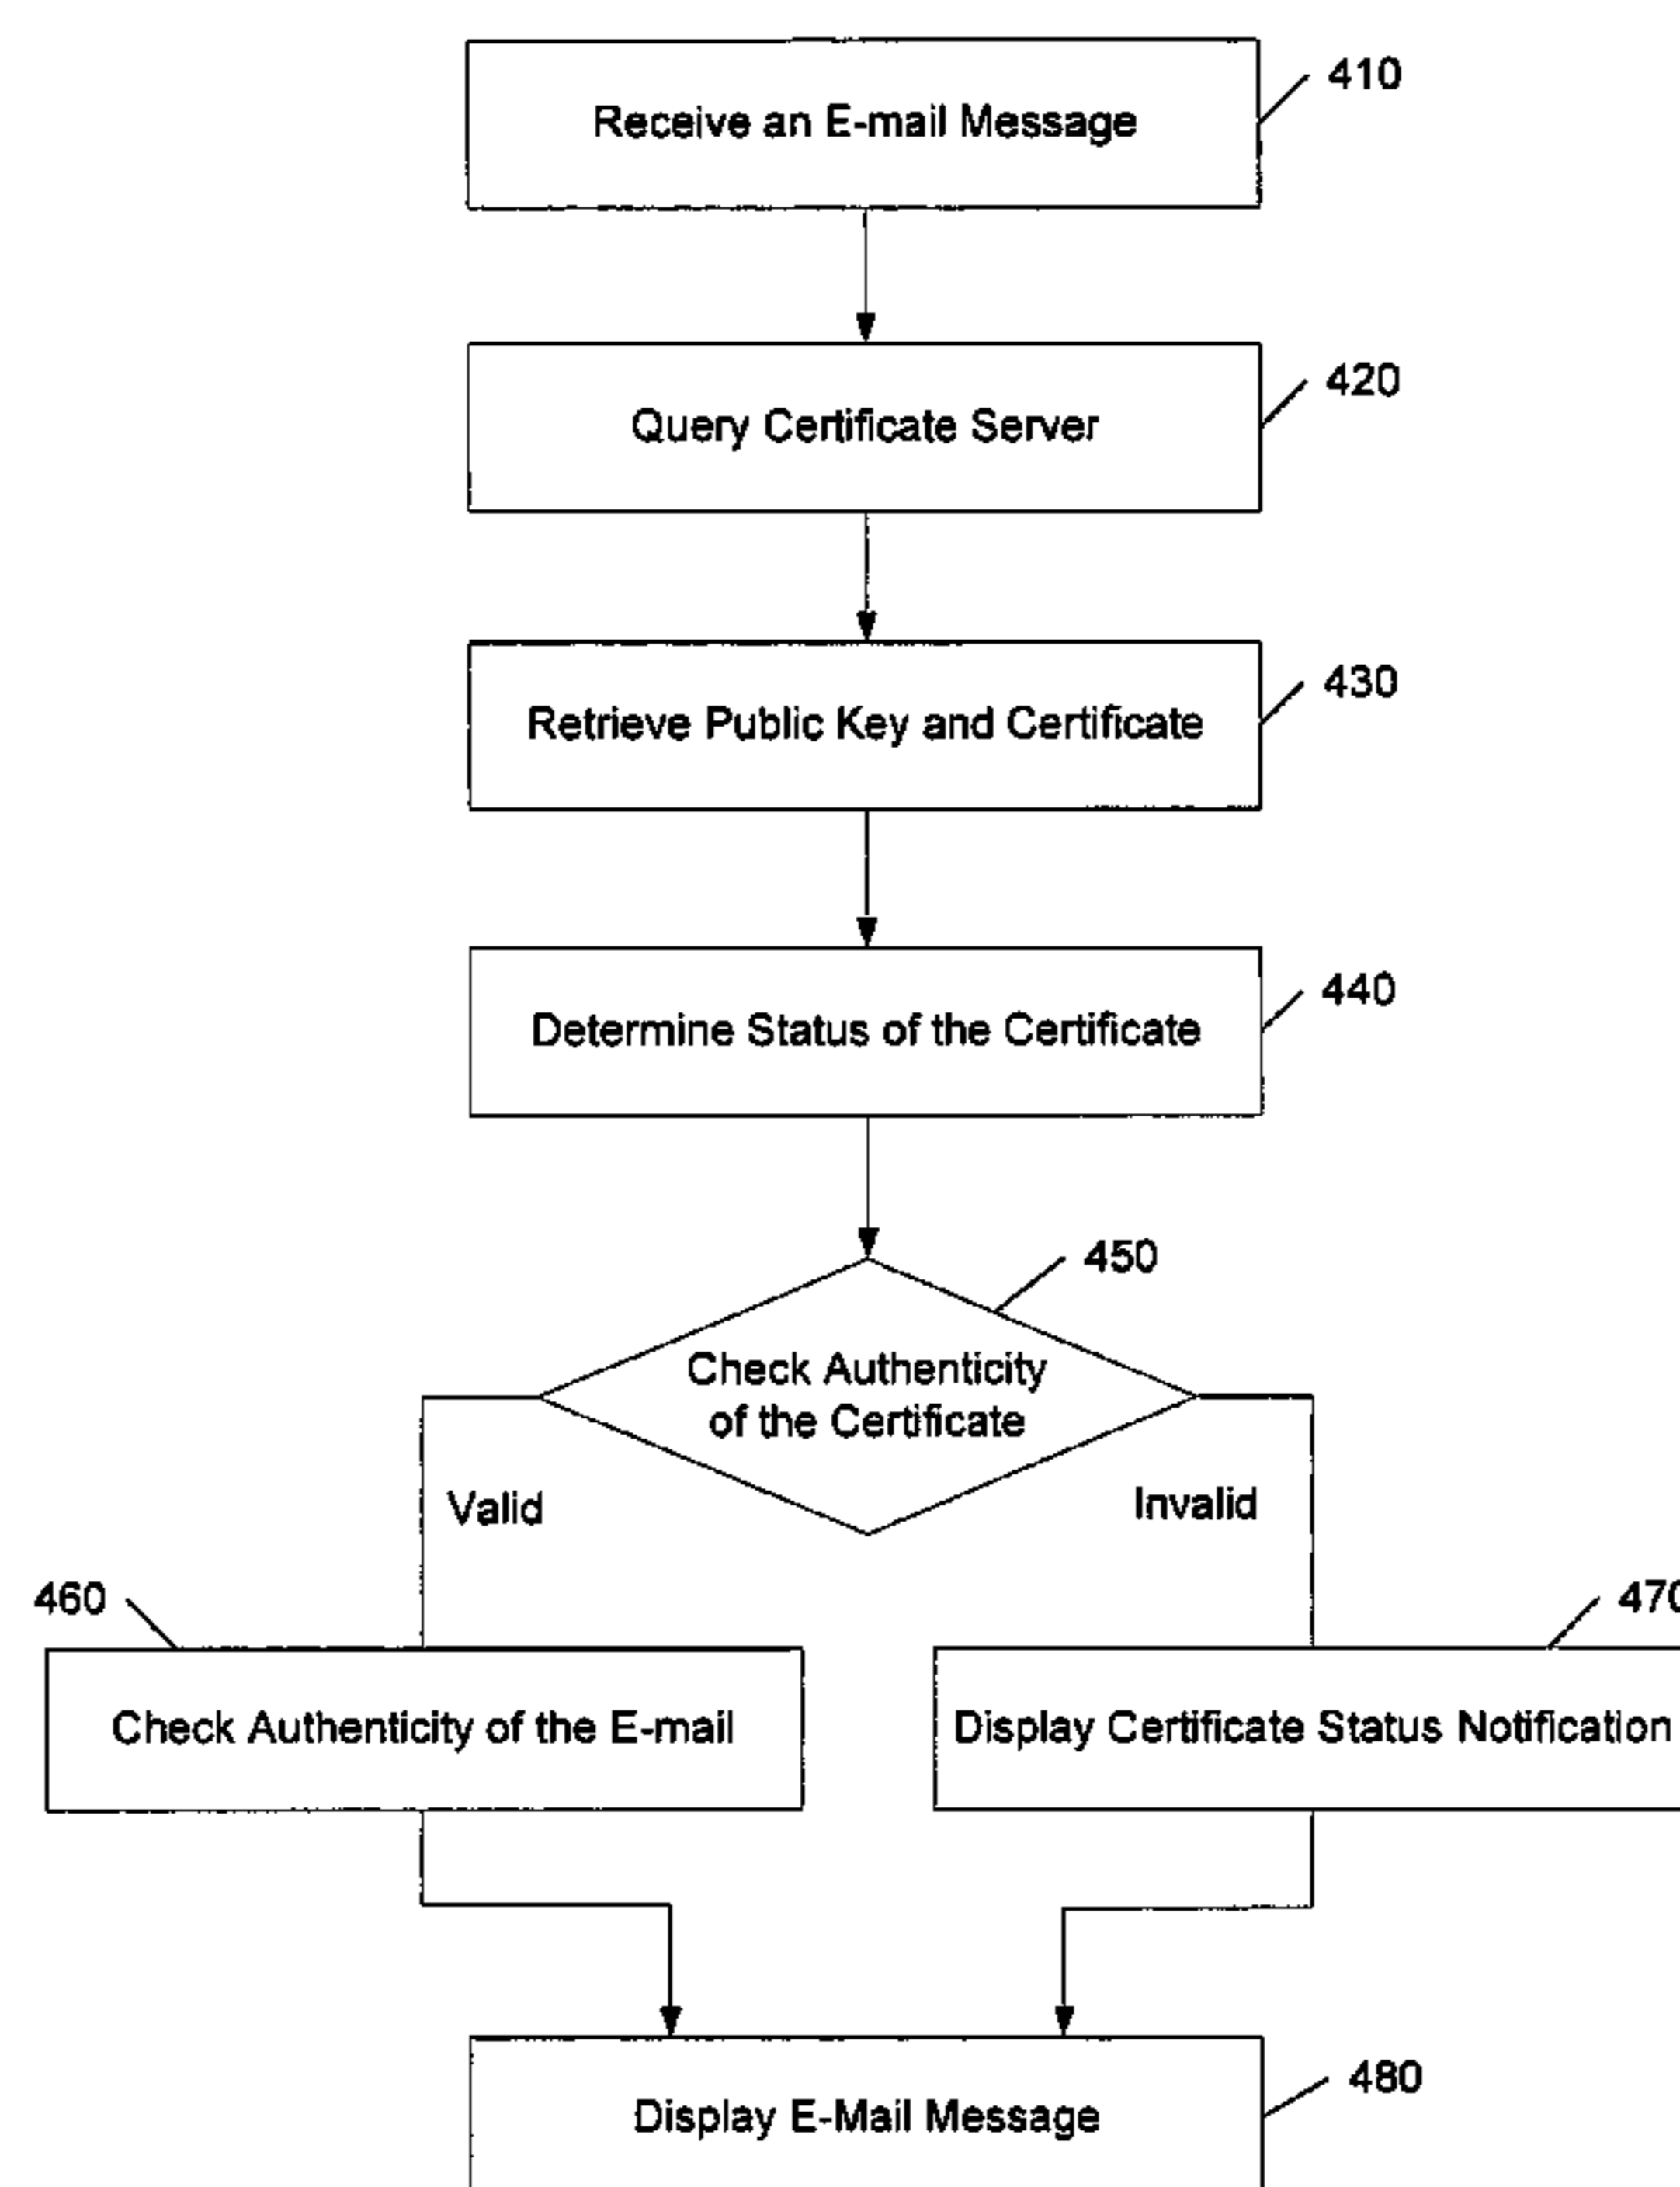 Receive an E-mail Message
410
Query Certificate Server
420
Retrieve Public Key and Certificate
430
Determine Status of the Certificate
440
450
Check Authenticity
of the Certificate
Valid
Invalid
460
470
Check Authenticity of the E-mail
Display Certificate Status Notification
Display E-Mail Message
480